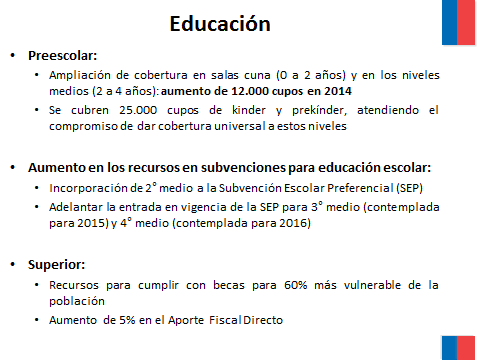 Educación
• Preescolar:
• Ampliación de cobertura en salas cuna (0 a 2 años) y en los niveles
medios (2 a 4 años): aumento de 12.000 cupos en 2014
• Se cubren 25.000 cupos de kinder y prekínder, atendiendo el
compromiso de dar cobertura universal a estos niveles
• Aumento en los recursos en subvenciones para educación escolar:
• Incorporación de 2° medio a la Subvención Escolar Preferencial (SEP)
• Adelantar la entrada en vigencia de la SEP para 3° medio (contemplada
para 2015) y 4° medio (contemplada para 2016)
• Superior:
• Recursos para cumplir con becas para 60% más vulnerable de la
población
• Aumento de 5% en el Aporte Fiscal Directo